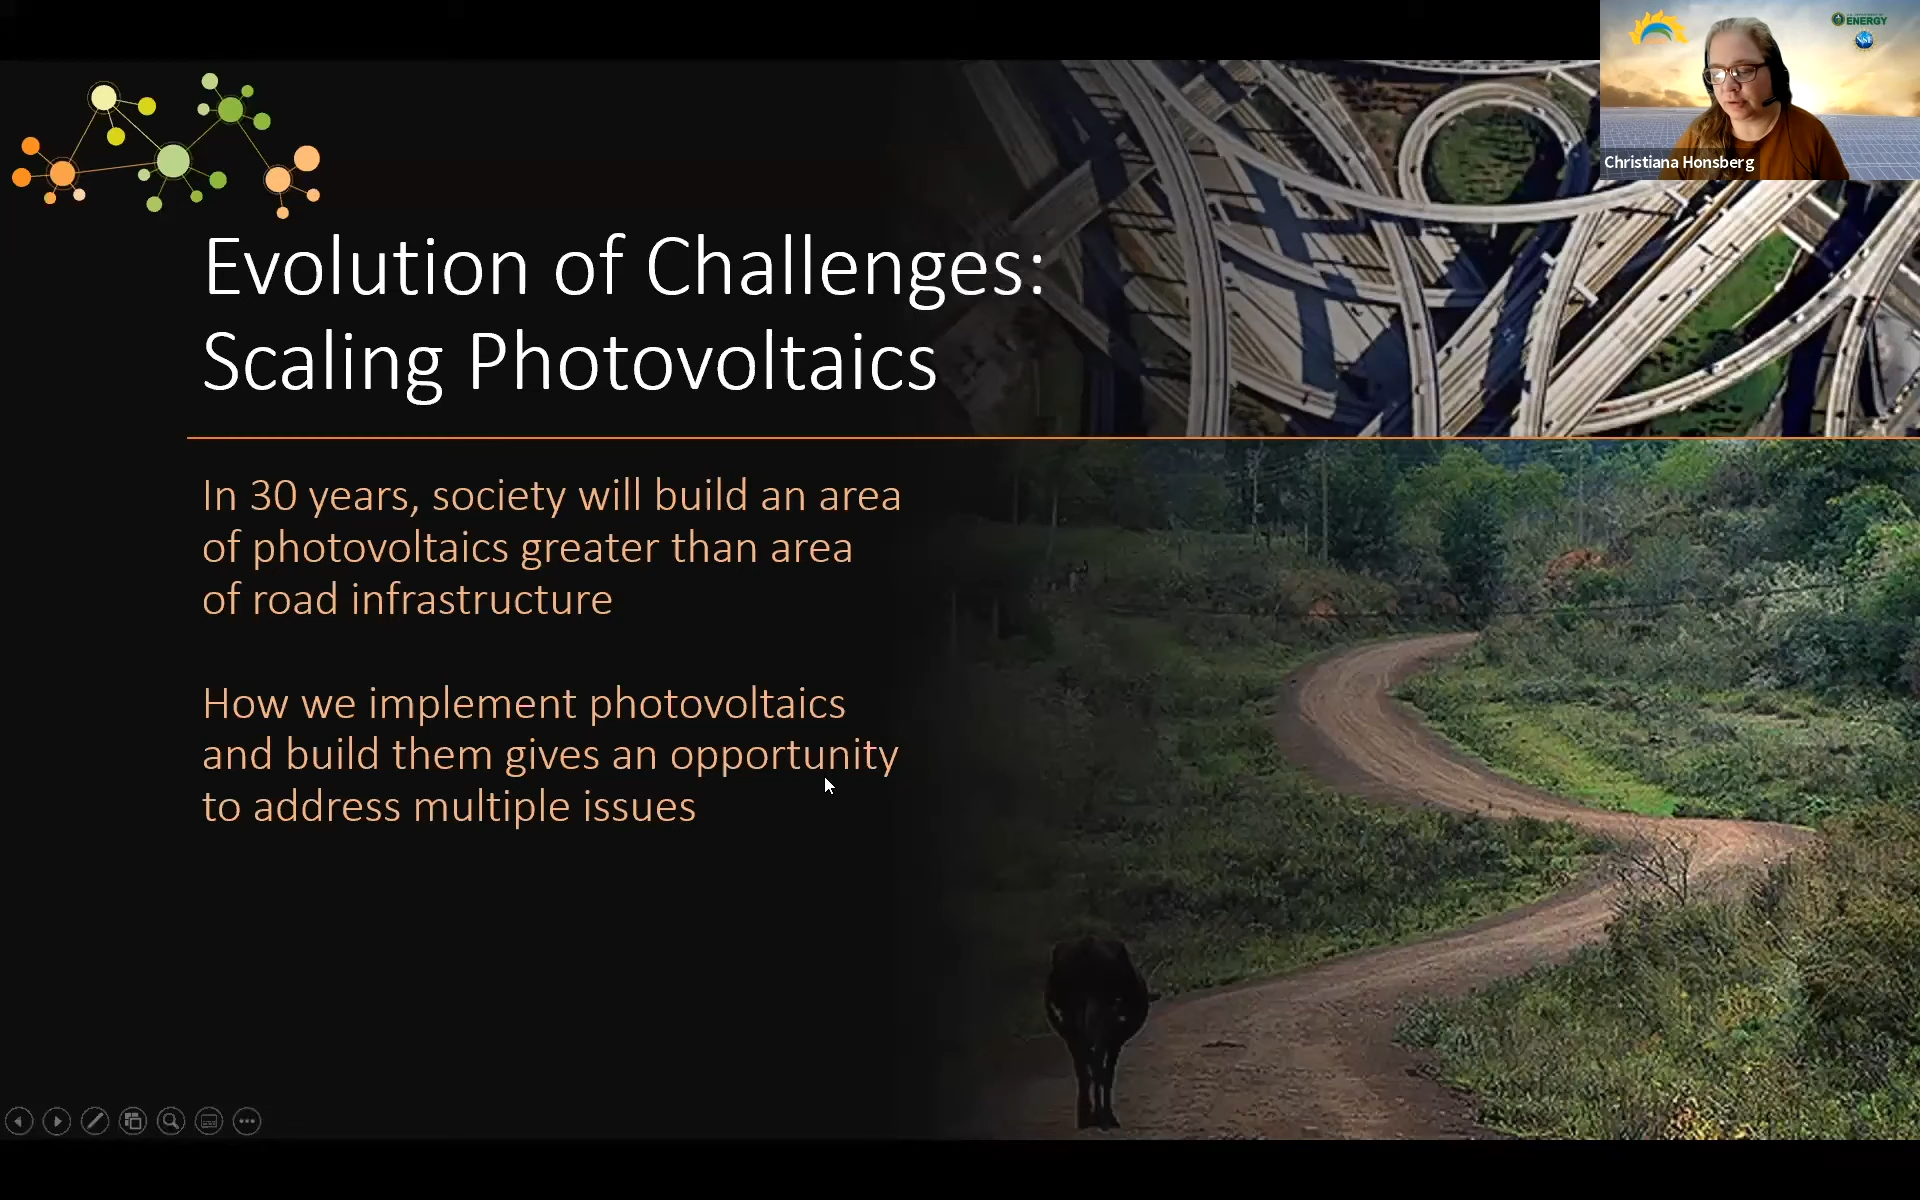 ENERGY
NSF
Christiana Honsberg
Evolution of Challenges:
Scaling Photovoltaics
In 30 years, society will build an area
of photovoltaics greater than area
of road infrastructure
How we implement photovoltaics
and build them gives an opportunity
to address multiple issues